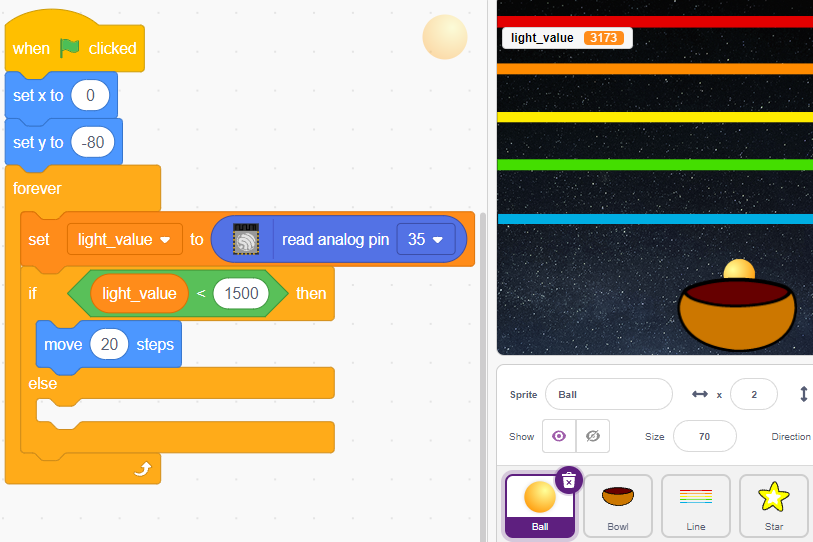 when clicked
set x to 0
set y to -80
forever
set light_value to read analog pin 35
if light_value < 1500 then
move 20 steps
else
light_value 3173
Sprite Ball x 2
Show Size 70 Direction
Ball Bowl Line Star